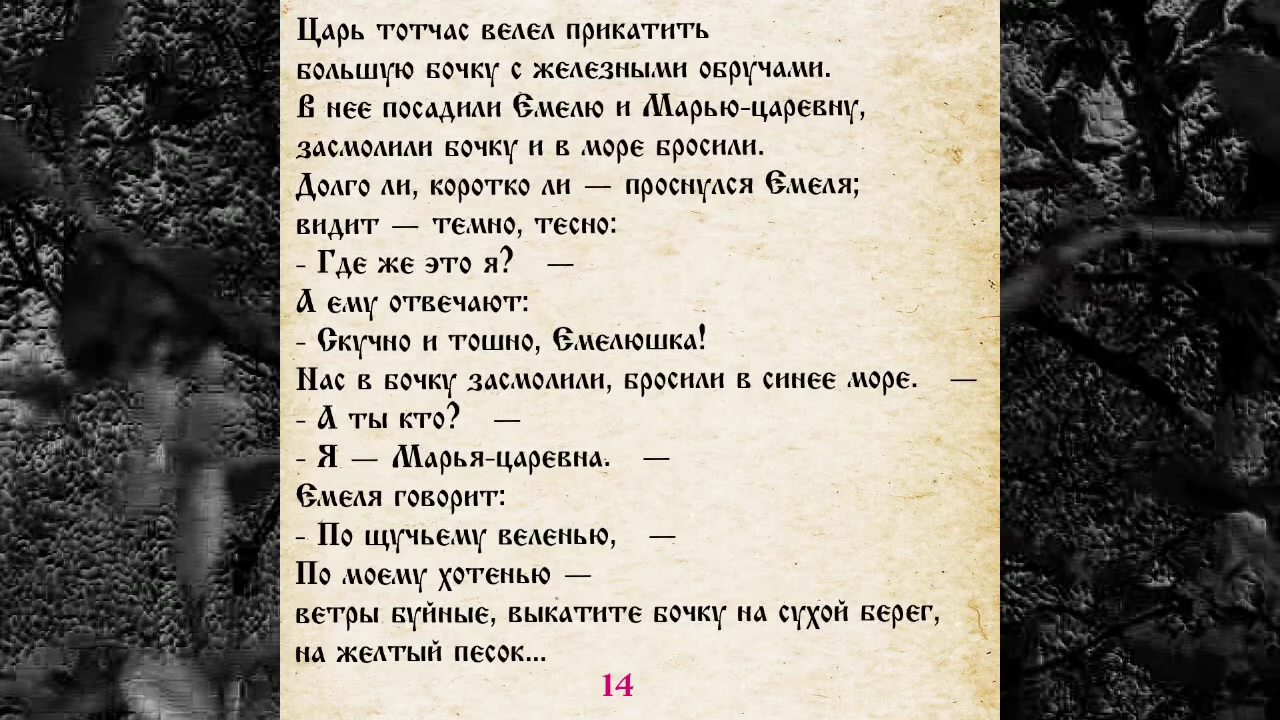 Царь тотчас велел прикатить
большую бочку с железными обручами.
В нее посадили Емелю и Марью-царевну,
засмолили бочку и в море бросили.
Долго ли, коротко ли — проснулся Емеля;
видит — темно, тесно:
- Где же это я? —
А ему отвечают:
- Скучно и тошно, Емелюшка!
Нас в бочку засмолили, бросили в синее море. —
- А ты кто? —
- Я — Марья-царевна. —
Емеля говорит:
- По щучьему веленью, —
По моему хотенью —
ветры буйные, выкатите бочку на сухой берег,
на желтый песок...
14